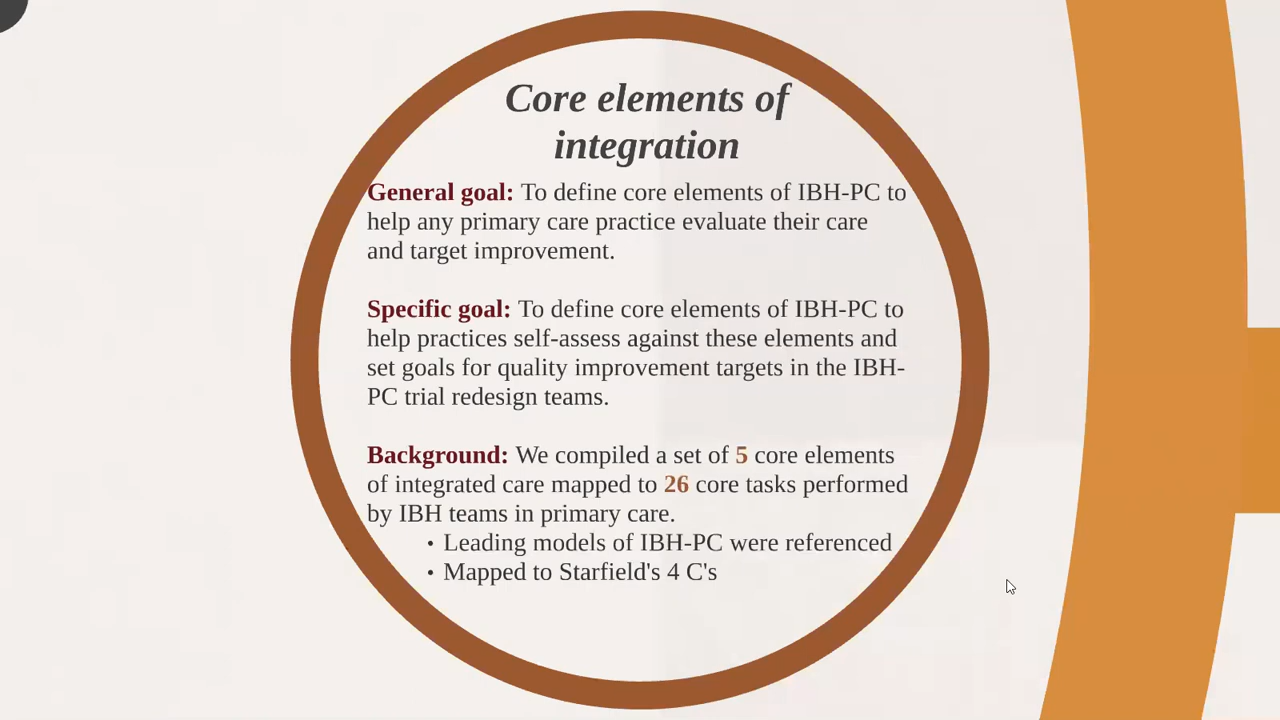 Core elements of
integration
General goal: To define core elements of IBH-PC to
help any primary care practice evaluate their care
and target improvement.
Specific goal: To define core elements of IBH-PC to
help practices self-assess against these elements and
set goals for quality improvement targets in the IBH-
PC trial redesign teams.
Background: We compiled a set of 5 core elements
of integrated care mapped to 26 core tasks performed
by IBH teams in primary care.
• Leading models of IBH-PC were referenced
• Mapped to Starfield's 4 C's